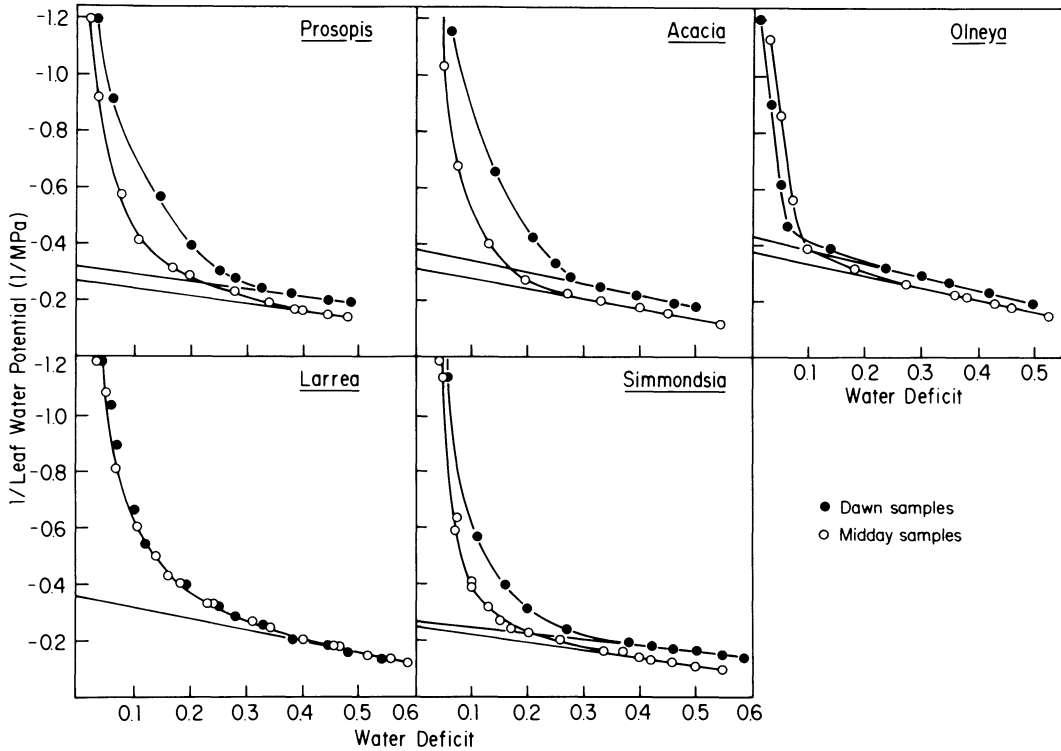 -1.2
-1.0
-0.8
-0.6
-0.4
-0.2
Prosopis
Acacia
Olneya
0.1 0.2 0.3 0.4 0.5
Water Deficit
1/Leaf Water Potential (1/MPa)
-1.2
-1.0
-0.8
-0.6
-0.4
-0.2
Larrea
Simmondsia
Dawn samples
Midday samples
0.1 0.2 0.3 0.4 0.5 0.6
0.1 0.2 0.3 0.4 0.5 0.6
Water Deficit